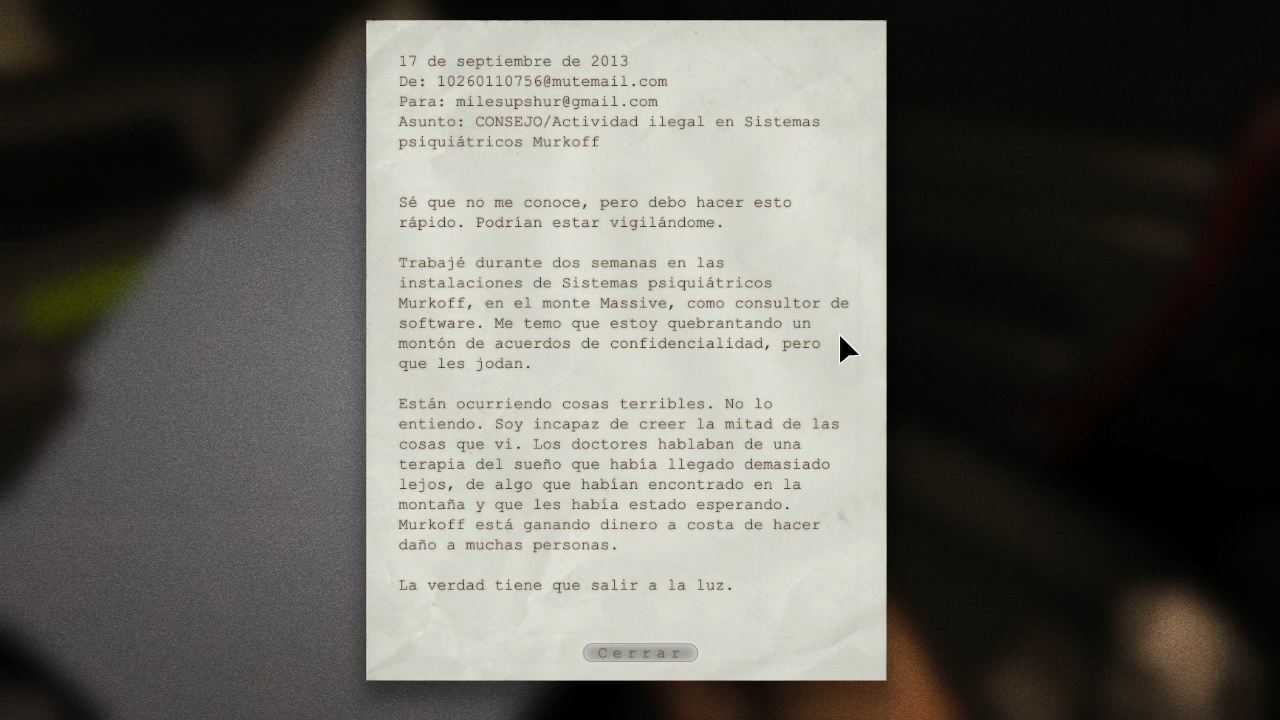 17 de septiembre de 2013
De: 10260110756@mutemail.com
Para: milesupshur@gmail.com
Asunto: CONSEJO/Actividad ilegal en Sistemas
psiquiátricos Murkoff
Sé que no me conoce, pero debo hacer esto
rápido. Podrían estar vigilándome.
Trabajé durante dos semanas en las
instalaciones de Sistemas psiquiátricos
Murkoff, en el monte Massive, como consultor de
software. Me temo que estoy quebrantando un
montón de acuerdos de confidencialidad, pero
que les jodan.
Están ocurriendo cosas terribles. No lo
entiendo. Soy incapaz de creer la mitad de las
cosas que vi. Los doctores hablaban de una
terapia del sueño que había llegado demasiado
lejos, de algo que habían encontrado en la
montaña y que les había estado esperando.
Murkoff está ganando dinero a costa de hacer
daño a muchas personas.
La verdad tiene que salir a la luz.
Cerrar